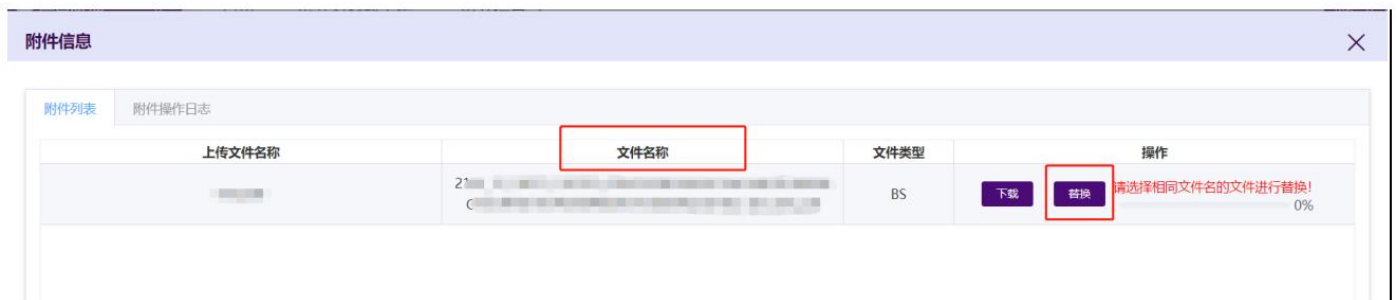 附件信息
附件列表 附件操作日志
上传文件名称 文件名称 文件类型 操作
21
C
BS 下载 替换 请选择相同文件名的文件进行替换!
0%